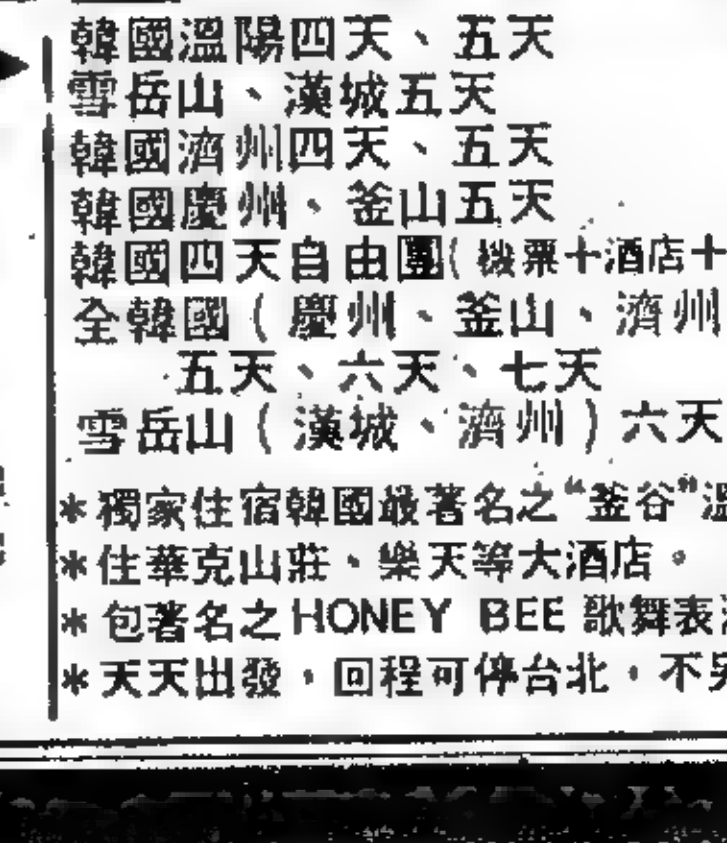 韓國溫陽四天、五天
雪岳山、漢城五天
韓國濟州四天、五天
韓國慶州、釜山五天
韓國四天自由團(機票十酒店十
全韓國(慶州、釜山、濟州
五天、六天、七天
雪岳山(漢城、濟州)六天
*獨家住宿韓國最著名之“釜谷”溫
*住華克山莊、樂天等大酒店。
*包著名之HONEY BEE歌舞表演
*天天出發，回程可停台北，不另